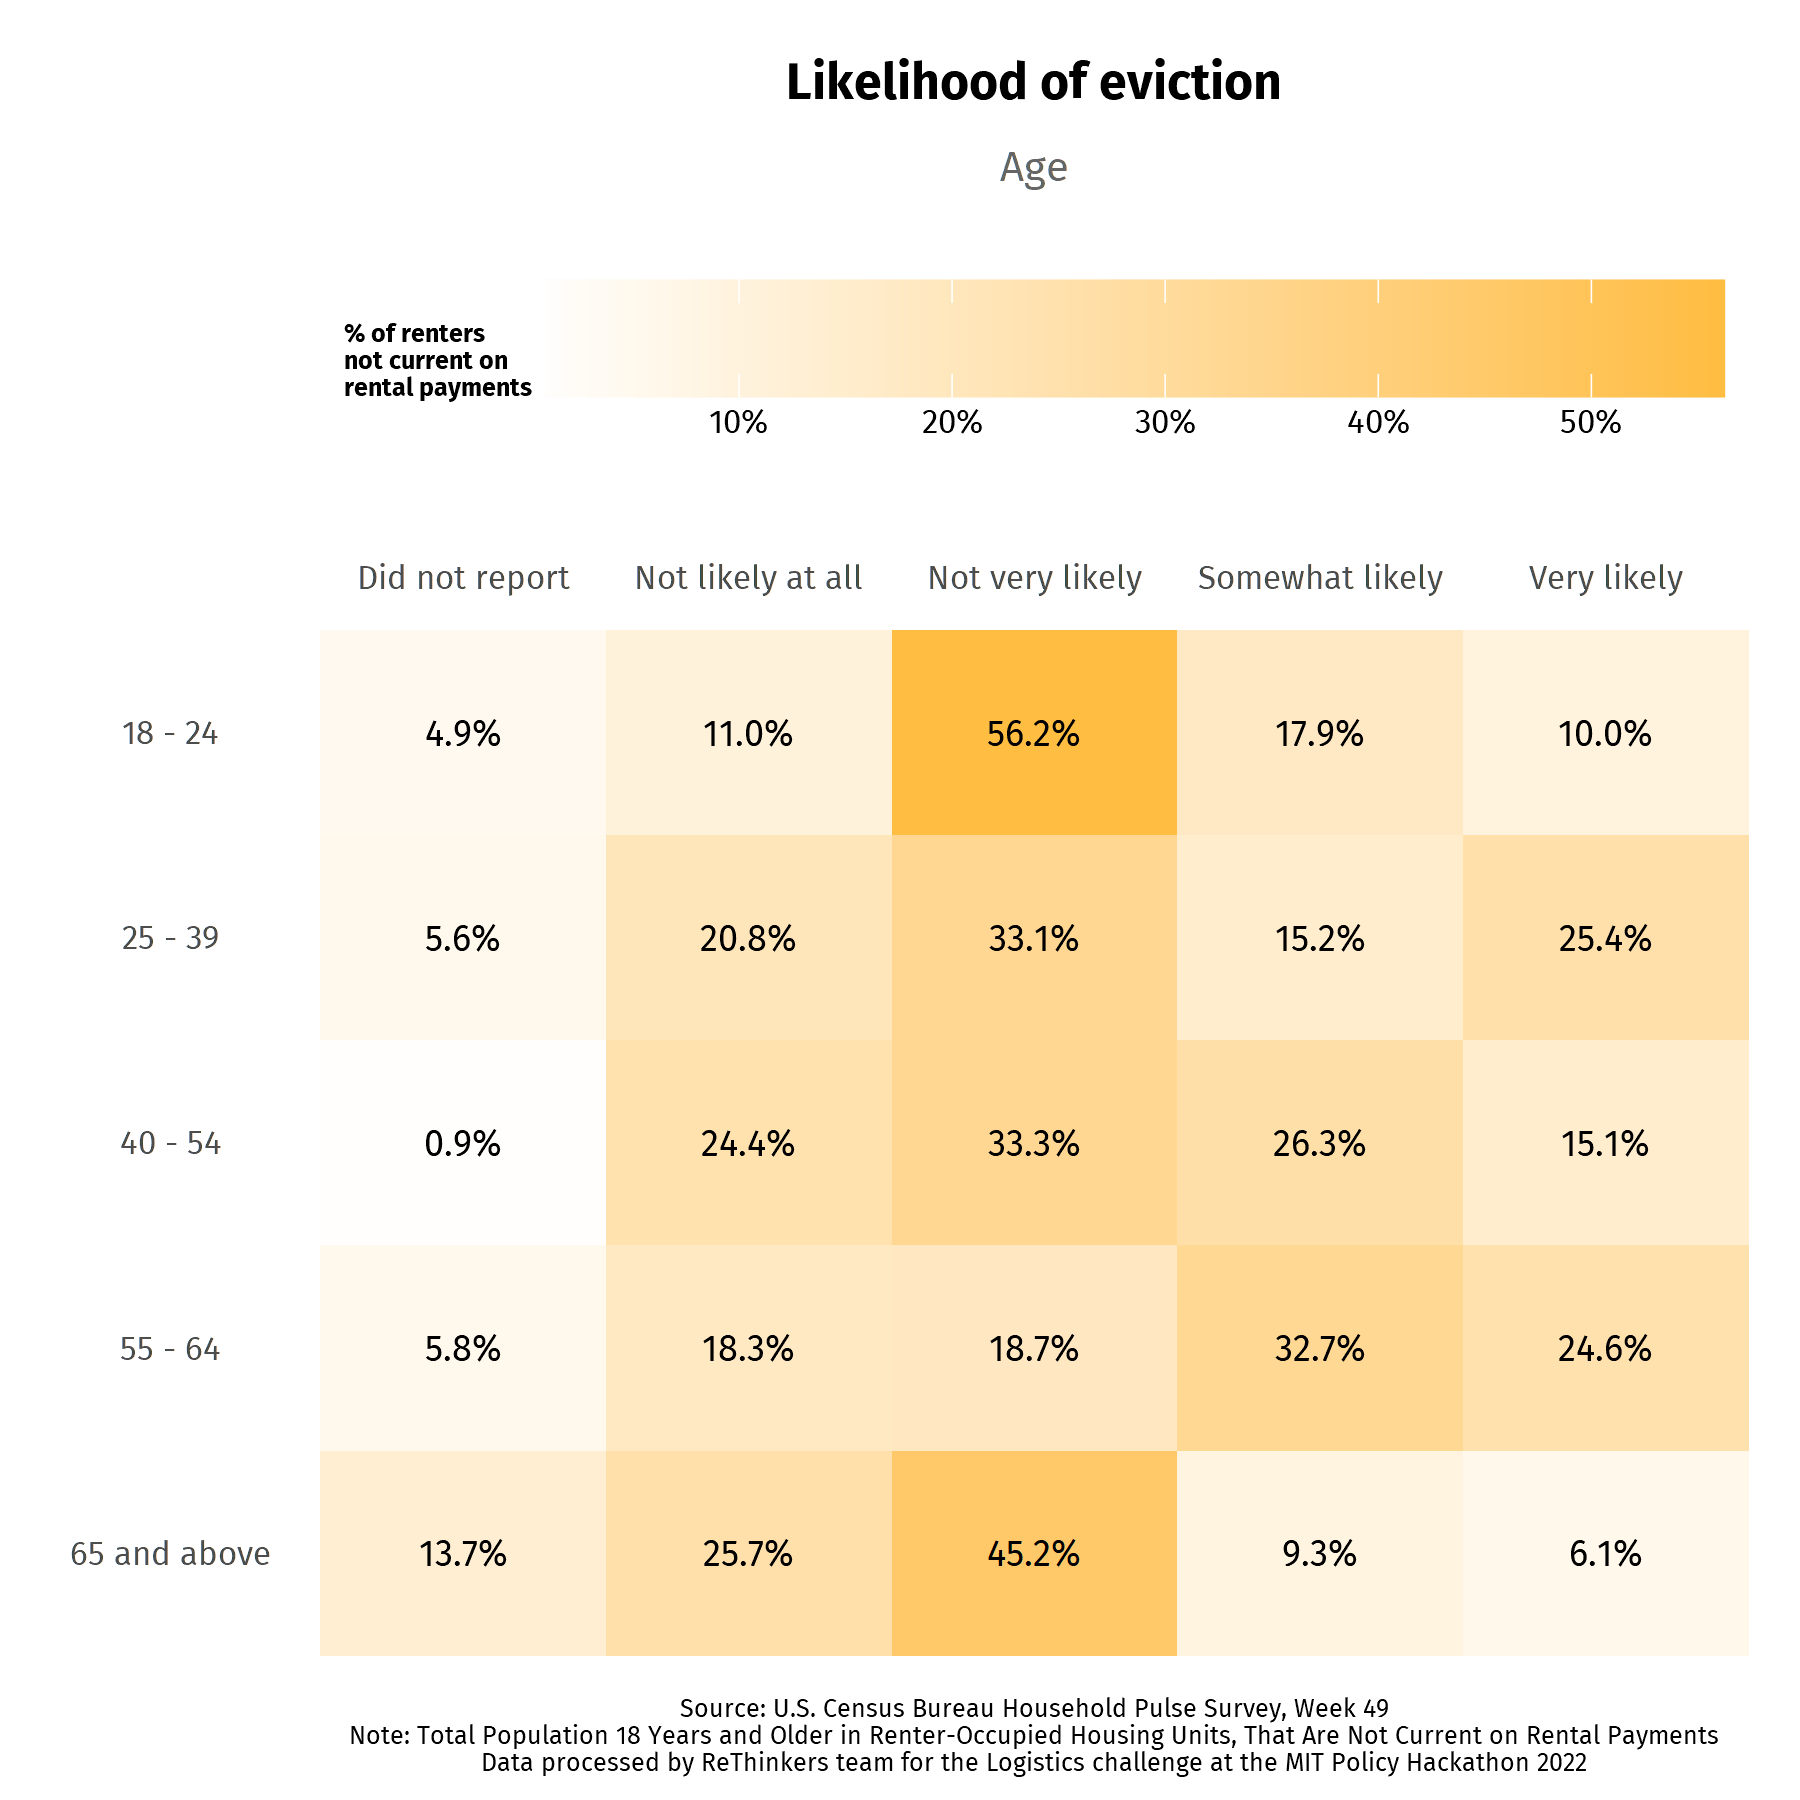 Likelihood of eviction
Age
% of renters
not current on
rental payments
10% 20% 30% 40% 50%
Did not report Not likely at all Not very likely Somewhat likely Very likely
18 - 24 4.9% 11.0% 56.2% 17.9% 10.0%
25 - 39 5.6% 20.8% 33.1% 15.2% 25.4%
40 - 54 0.9% 24.4% 33.3% 26.3% 15.1%
55 - 64 5.8% 18.3% 18.7% 32.7% 24.6%
65 and above 13.7% 25.7% 45.2% 9.3% 6.1%
Source: U.S. Census Bureau Household Pulse Survey, Week 49
Note: Total Population 18 Years and Older in Renter-Occupied Housing Units, That Are Not Current on Rental Payments
Data processed by ReThinkers team for the Logistics challenge at the MIT Policy Hackathon 2022